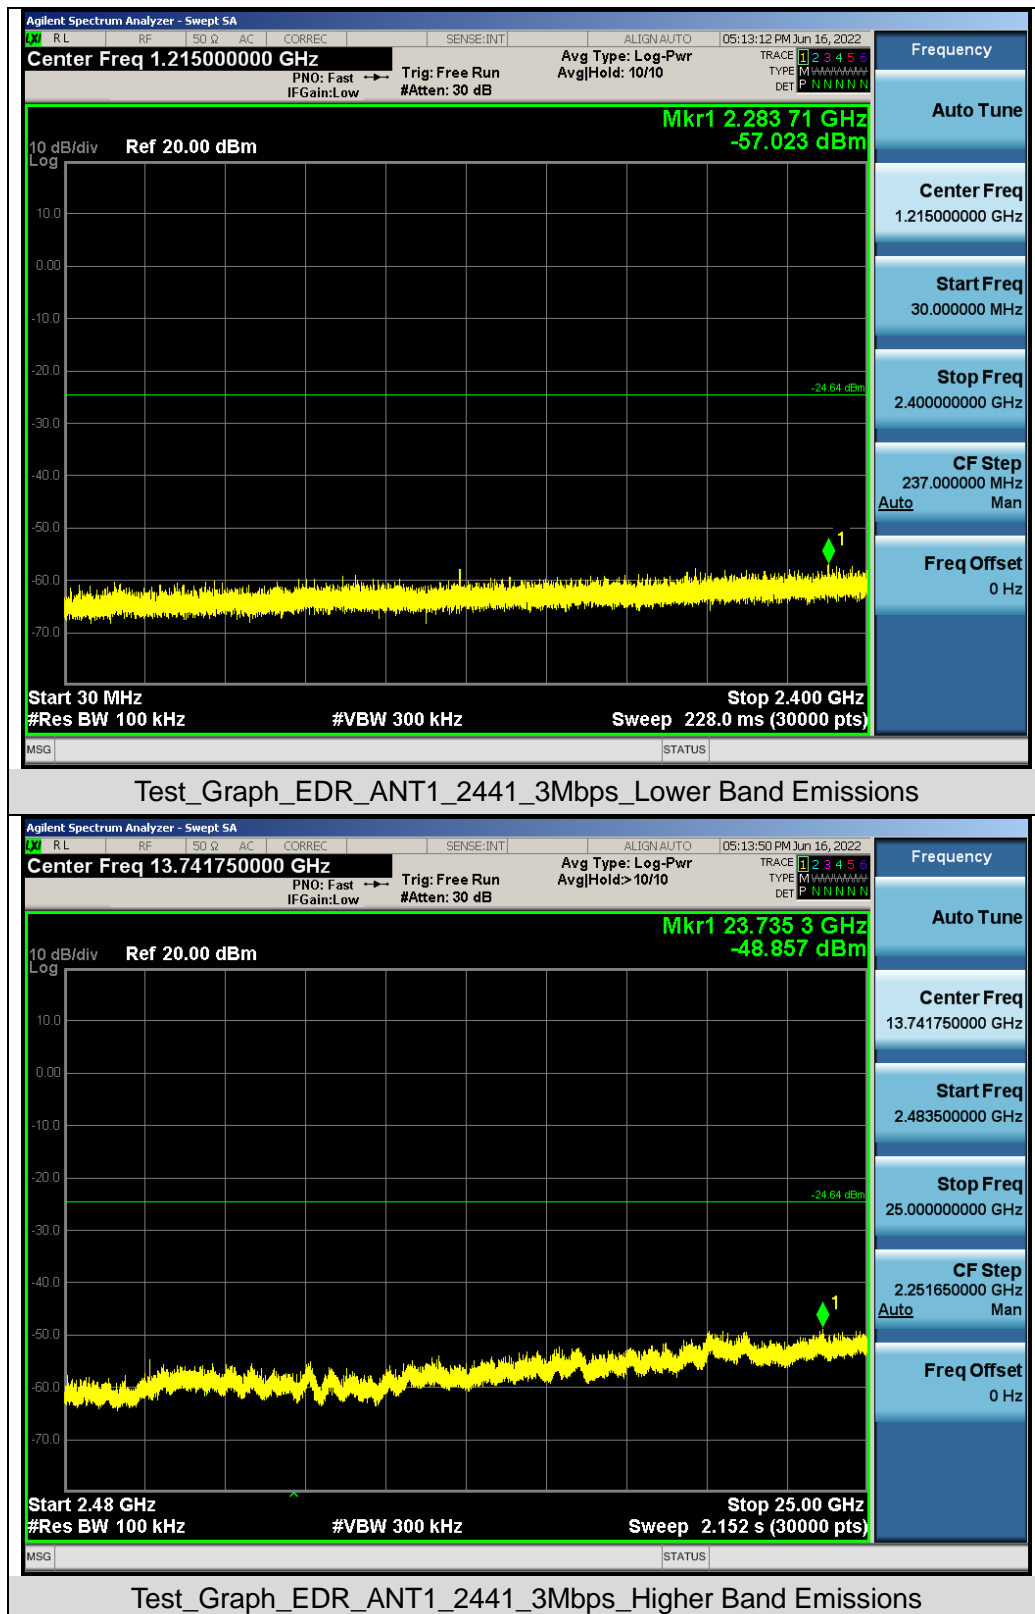 Agilent Spectrum Analyzer - Swept SA
LXI RL RF 50 Ω AC CORREC SENSE:INT ALIGN AUTO 05:13:12 PM Jun 16, 2022
Center Freq 1.215000000 GHz
PNO: Fast
IFGain:Low
Trig: Free Run
#Atten: 30 dB
Avg Type: Log-Pwr
Avg|Hold: 10/10
TRACE 1 2 3 4 5 6
TYPE M
DET P N N N N N
Mkr1 2.283 71 GHz
-57.023 dBm
10 dB/div Ref 20.00 dBm
Log
10.0
0.00
-10.0
-20.0
-24.64 dBm
-30.0
-40.0
-50.0
1
-60.0
-70.0
Start 30 MHz Stop 2.400 GHz
#Res BW 100 kHz #VBW 300 kHz Sweep 228.0 ms (30000 pts)
MSG STATUS
Frequency
Auto Tune
Center Freq
1.215000000 GHz
Start Freq
30.000000 MHz
Stop Freq
2.400000000 GHz
CF Step
237.000000 MHz
Auto Man
Freq Offset
0 Hz
Test_Graph_EDR_ANT1_2441_3Mbps_Lower Band Emissions
Agilent Spectrum Analyzer - Swept SA
LXI RL RF 50 Ω AC CORREC SENSE:INT ALIGN AUTO 05:13:50 PM Jun 16, 2022
Center Freq 13.741750000 GHz
PNO: Fast
IFGain:Low
Trig: Free Run
#Atten: 30 dB
Avg Type: Log-Pwr
Avg|Hold:>10/10
TRACE 1 2 3 4 5 6
TYPE M
DET P N N N N N
Mkr1 23.735 3 GHz
-48.857 dBm
10 dB/div Ref 20.00 dBm
Log
10.0
0.00
-10.0
-20.0
-24.64 dBm
-30.0
-40.0
1
-50.0
-60.0
-70.0
Start 2.48 GHz Stop 25.00 GHz
#Res BW 100 kHz #VBW 300 kHz Sweep 2.152 s (30000 pts)
MSG STATUS
Frequency
Auto Tune
Center Freq
13.741750000 GHz
Start Freq
2.483500000 GHz
Stop Freq
25.000000000 GHz
CF Step
2.251650000 GHz
Auto Man
Freq Offset
0 Hz
Test_Graph_EDR_ANT1_2441_3Mbps_Higher Band Emissions